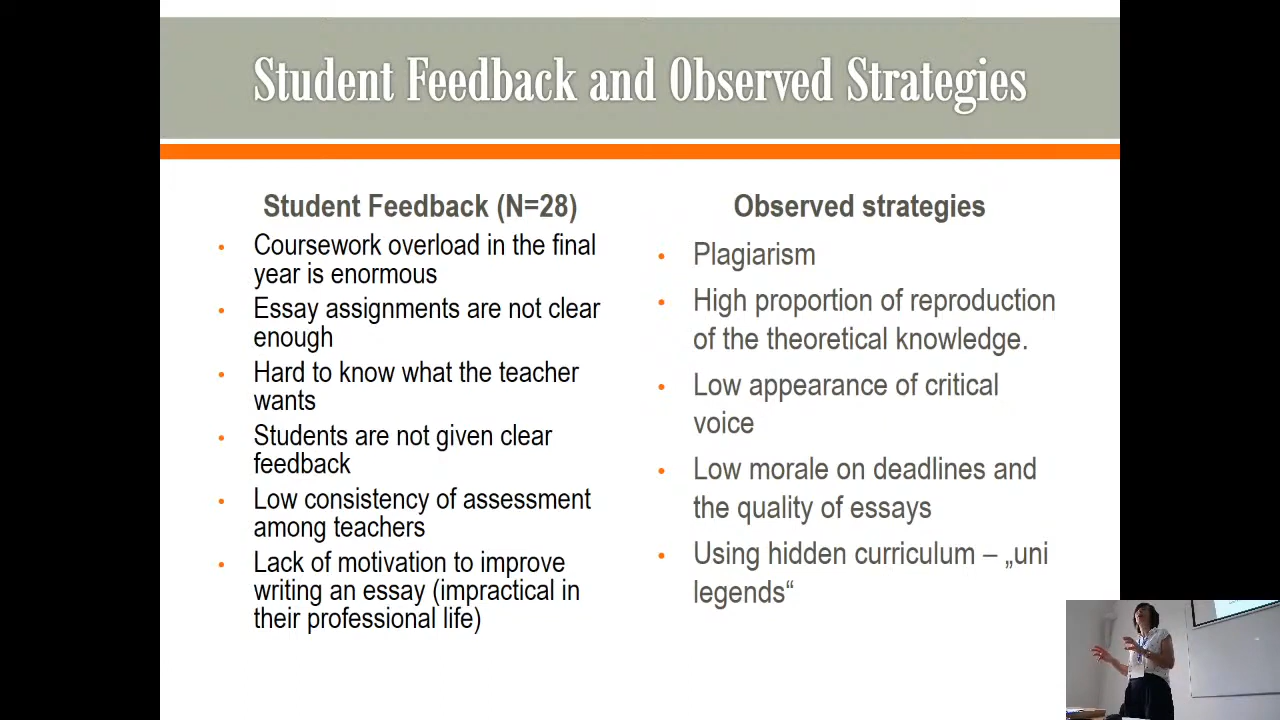 Student Feedback and Observed Strategies
Student Feedback (N=28)
Coursework overload in the final
year is enormous
Essay assignments are not clear
enough
Hard to know what the teacher
wants
Students are not given clear
feedback
Low consistency of assessment
among teachers
Lack of motivation to improve
writing an essay (impractical in
their professional life)
Observed strategies
Plagiarism
High proportion of reproduction
of the theoretical knowledge.
Low appearance of critical
voice
Low morale on deadlines and
the quality of essays
Using hidden curriculum – „uni
legends“